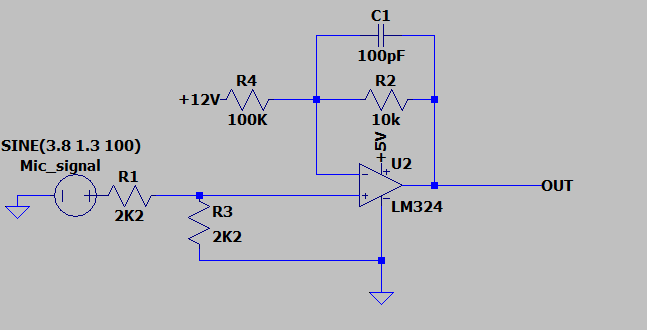 C1
100pF
R4
R2
+12V
100K
10k
+5V
SINE(3.8 1.3 100)
Mic_signal
U2
R1
OUT
2K2
R3
LM324
2K2